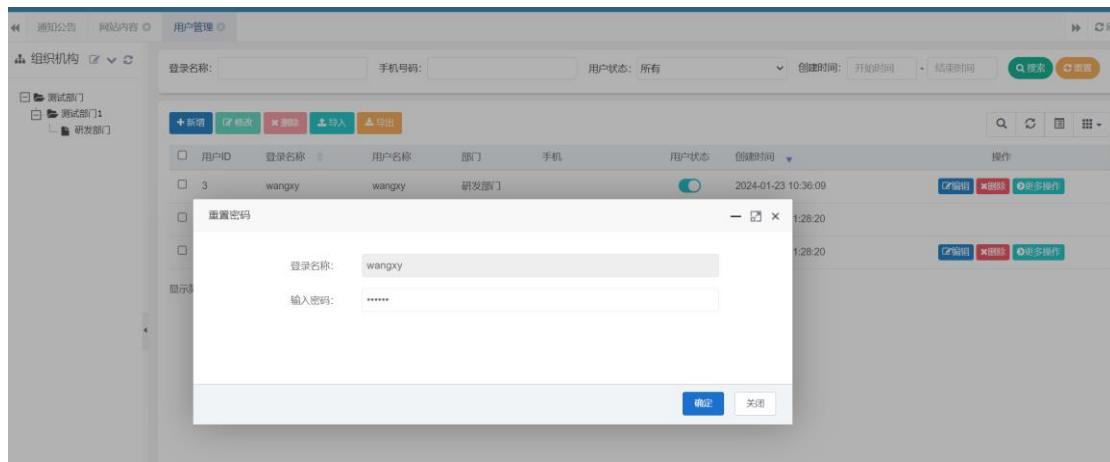 通知公告 网站内容 用户管理
组织机构
登录名称: 手机号码: 用户状态: 所有 创建时间: 开始时间 - 结束时间 搜索 重置
测试部门
测试部门1
研发部门
新增 修改 删除 导入 导出
用户ID 登录名称 用户名称 部门 手机 用户状态 创建时间 操作
3 wangxy wangxy 研发部门 2024-01-23 10:36:09 编辑 删除 更多操作
重置密码
1:28:20
登录名称: wangxy
1:28:20 编辑 删除 更多操作
显示
输入密码: ••••••
确定 关闭